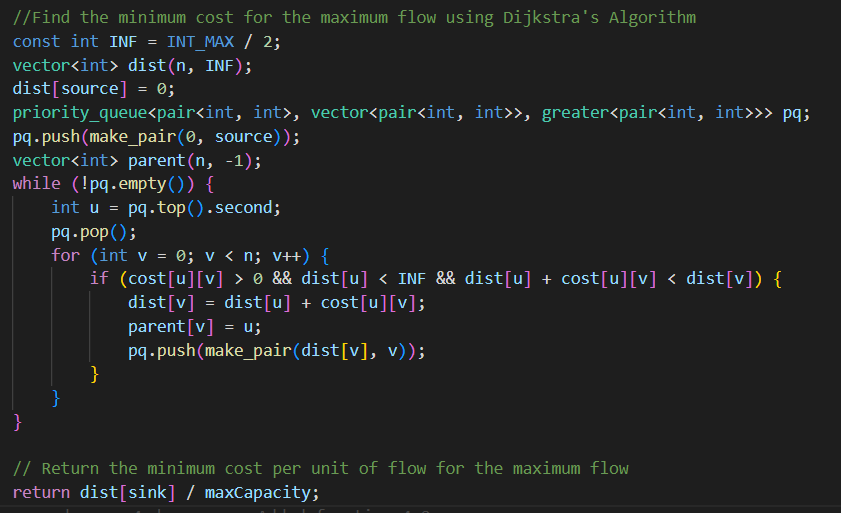 //Find the minimum cost for the maximum flow using Dijkstra's Algorithm
const int INF = INT_MAX / 2;
vector<int> dist(n, INF);
dist[source] = 0;
priority_queue<pair<int, int>, vector<pair<int, int>>, greater<pair<int, int>>> pq;
pq.push(make_pair(0, source));
vector<int> parent(n, -1);
while (!pq.empty()) {
    int u = pq.top().second;
    pq.pop();
    for (int v = 0; v < n; v++) {
        if (cost[u][v] > 0 && dist[u] < INF && dist[u] + cost[u][v] < dist[v]) {
            dist[v] = dist[u] + cost[u][v];
            parent[v] = u;
            pq.push(make_pair(dist[v], v));
        }
    }
}

// Return the minimum cost per unit of flow for the maximum flow
return dist[sink] / maxCapacity;